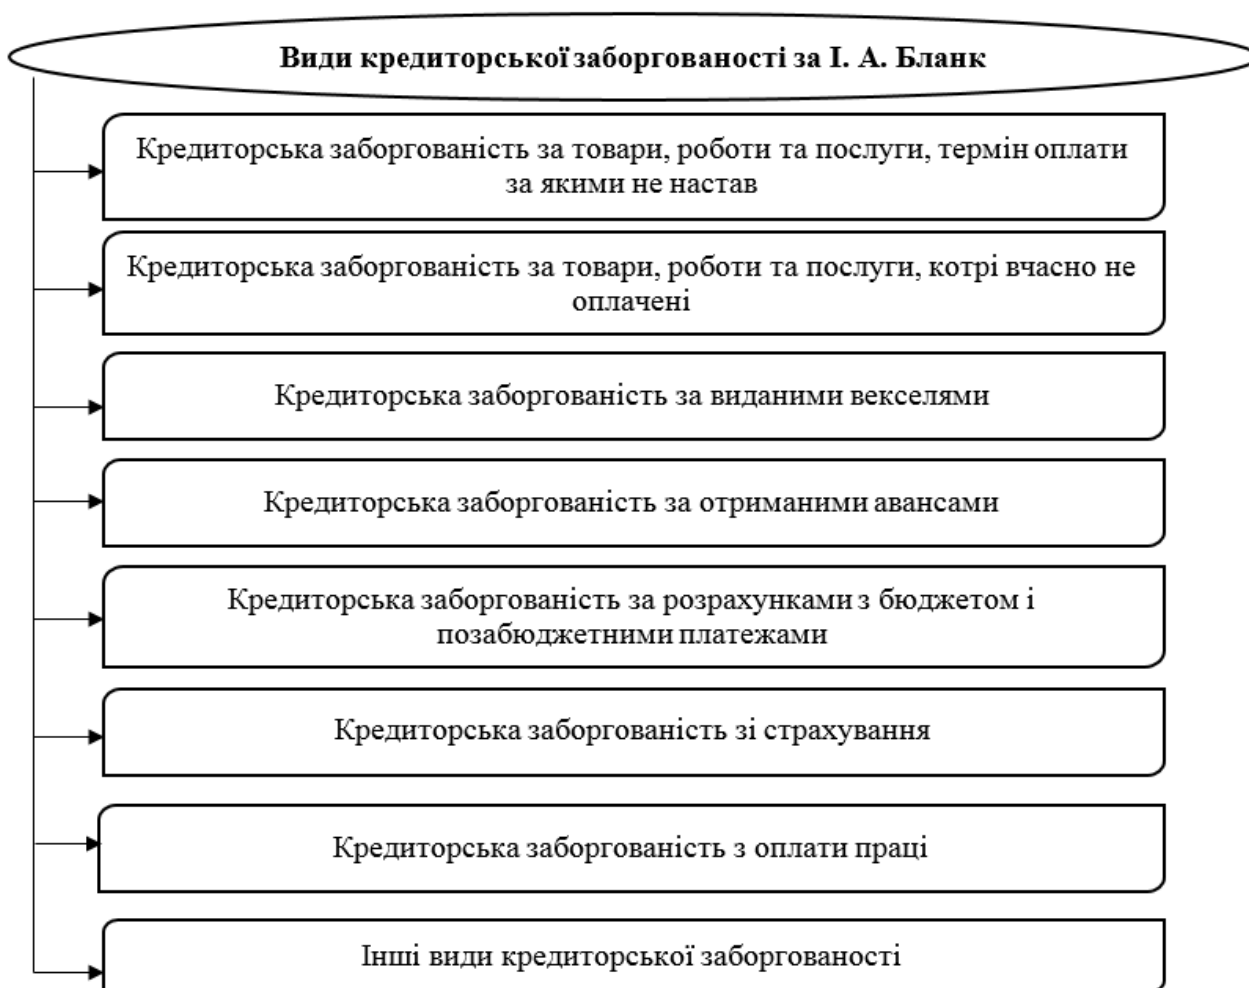 Види кредиторської заборгованості за І. А. Бланк
Кредиторська заборгованість за товари, роботи та послуги, термін оплати
за якими не настав
Кредиторська заборгованість за товари, роботи та послуги, котрі вчасно не
оплачені
Кредиторська заборгованість за виданими векселями
Кредиторська заборгованість за отриманими авансами
Кредиторська заборгованість за розрахунками з бюджетом і
позабюджетними платежами
Кредиторська заборгованість зі страхування
Кредиторська заборгованість з оплати праці
Інші види кредиторської заборгованості